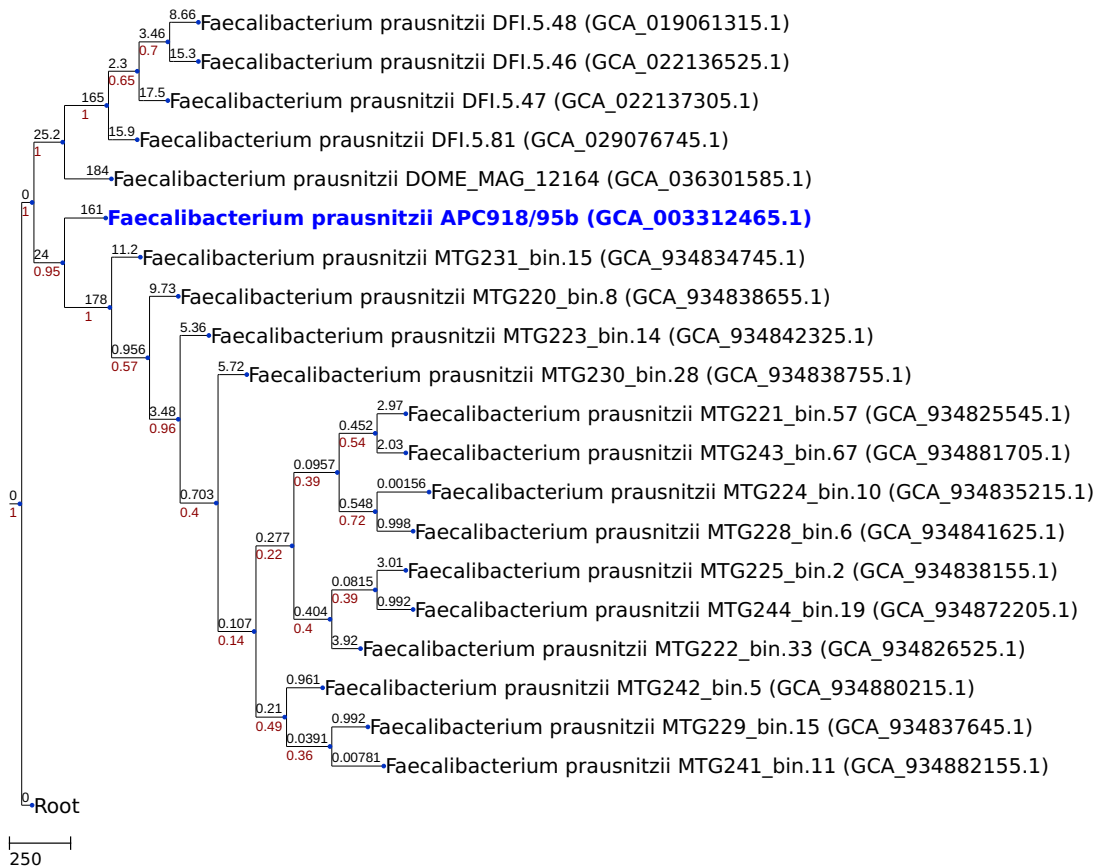 8.66
Faecalibacterium prausnitzii DFI.5.48 (GCA_019061315.1)
3.46
0.7
15.3
Faecalibacterium prausnitzii DFI.5.46 (GCA_022136525.1)
2.3
0.65
17.5
Faecalibacterium prausnitzii DFI.5.47 (GCA_022137305.1)
165
1
15.9
Faecalibacterium prausnitzii DFI.5.81 (GCA_029076745.1)
25.2
1
184
Faecalibacterium prausnitzii DOME_MAG_12164 (GCA_036301585.1)
0
1
161
Faecalibacterium prausnitzii APC918/95b (GCA_003312465.1)
24
0.95
11.2
Faecalibacterium prausnitzii MTG231_bin.15 (GCA_934834745.1)
178
1
9.73
Faecalibacterium prausnitzii MTG220_bin.8 (GCA_934838655.1)
0.956
0.57
5.36
Faecalibacterium prausnitzii MTG223_bin.14 (GCA_934842325.1)
5.72
Faecalibacterium prausnitzii MTG230_bin.28 (GCA_934838755.1)
3.48
0.96
2.97
Faecalibacterium prausnitzii MTG221_bin.57 (GCA_934825545.1)
0.452
0.54
2.03
Faecalibacterium prausnitzii MTG243_bin.67 (GCA_934881705.1)
0.0957
0.39
0.00156
Faecalibacterium prausnitzii MTG224_bin.10 (GCA_934835215.1)
0.548
0.72
0.998
Faecalibacterium prausnitzii MTG228_bin.6 (GCA_934841625.1)
0
1
0.703
0.4
0.277
0.22
3.01
Faecalibacterium prausnitzii MTG225_bin.2 (GCA_934838155.1)
0.0815
0.39
0.992
Faecalibacterium prausnitzii MTG244_bin.19 (GCA_934872205.1)
0.404
0.4
3.92
Faecalibacterium prausnitzii MTG222_bin.33 (GCA_934826525.1)
0.107
0.14
0.961
Faecalibacterium prausnitzii MTG242_bin.5 (GCA_934880215.1)
0.21
0.49
0.992
Faecalibacterium prausnitzii MTG229_bin.15 (GCA_934837645.1)
0.0391
0.36
0.00781
Faecalibacterium prausnitzii MTG241_bin.11 (GCA_934882155.1)
0
Root
250